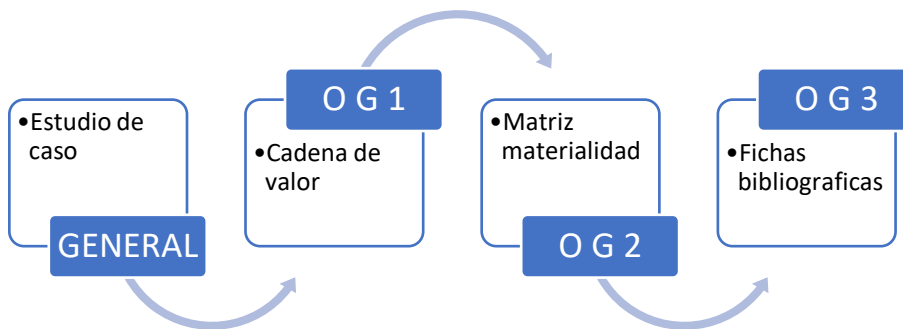 •Estudio de
caso
GENERAL
O G 1
•Cadena de
valor
•Matriz
materialidad
O G 2
O G 3
•Fichas
bibliograficas